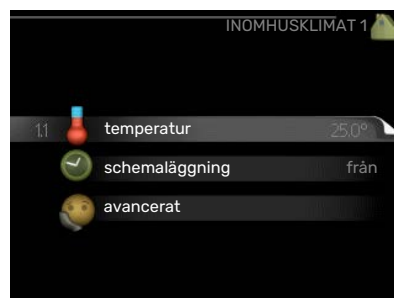 INOMHUSKLIMAT 1
1.1 temperatur 25.0°
schemaläggning från
avancerat